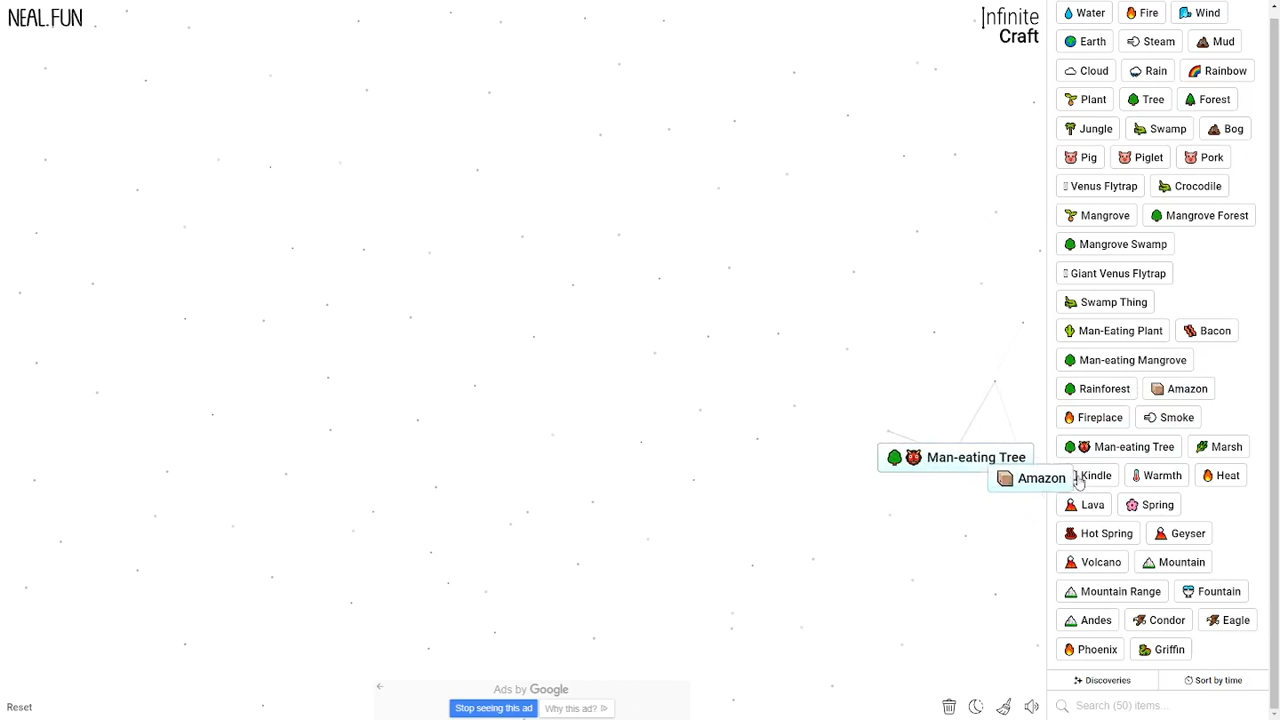 NEAL.FUN
Infinite
Craft
Water
Fire
Wind
Earth
Steam
Mud
Cloud
Rain
Rainbow
Plant
Tree
Forest
Jungle
Swamp
Bog
Pig
Piglet
Pork
Venus Flytrap
Crocodile
Mangrove
Mangrove Forest
Mangrove Swamp
Giant Venus Flytrap
Swamp Thing
Man-Eating Plant
Bacon
Man-eating Mangrove
Rainforest
Amazon
Fireplace
Smoke
Man-eating Tree
Marsh
Man-eating Tree
Amazon
Kindle
Warmth
Heat
Lava
Spring
Hot Spring
Geyser
Volcano
Mountain
Mountain Range
Fountain
Andes
Condor
Eagle
Phoenix
Griffin
Discoveries
Sort by time
Search (50) items...
Ads by Google
Stop seeing this ad
Why this ad?
Reset